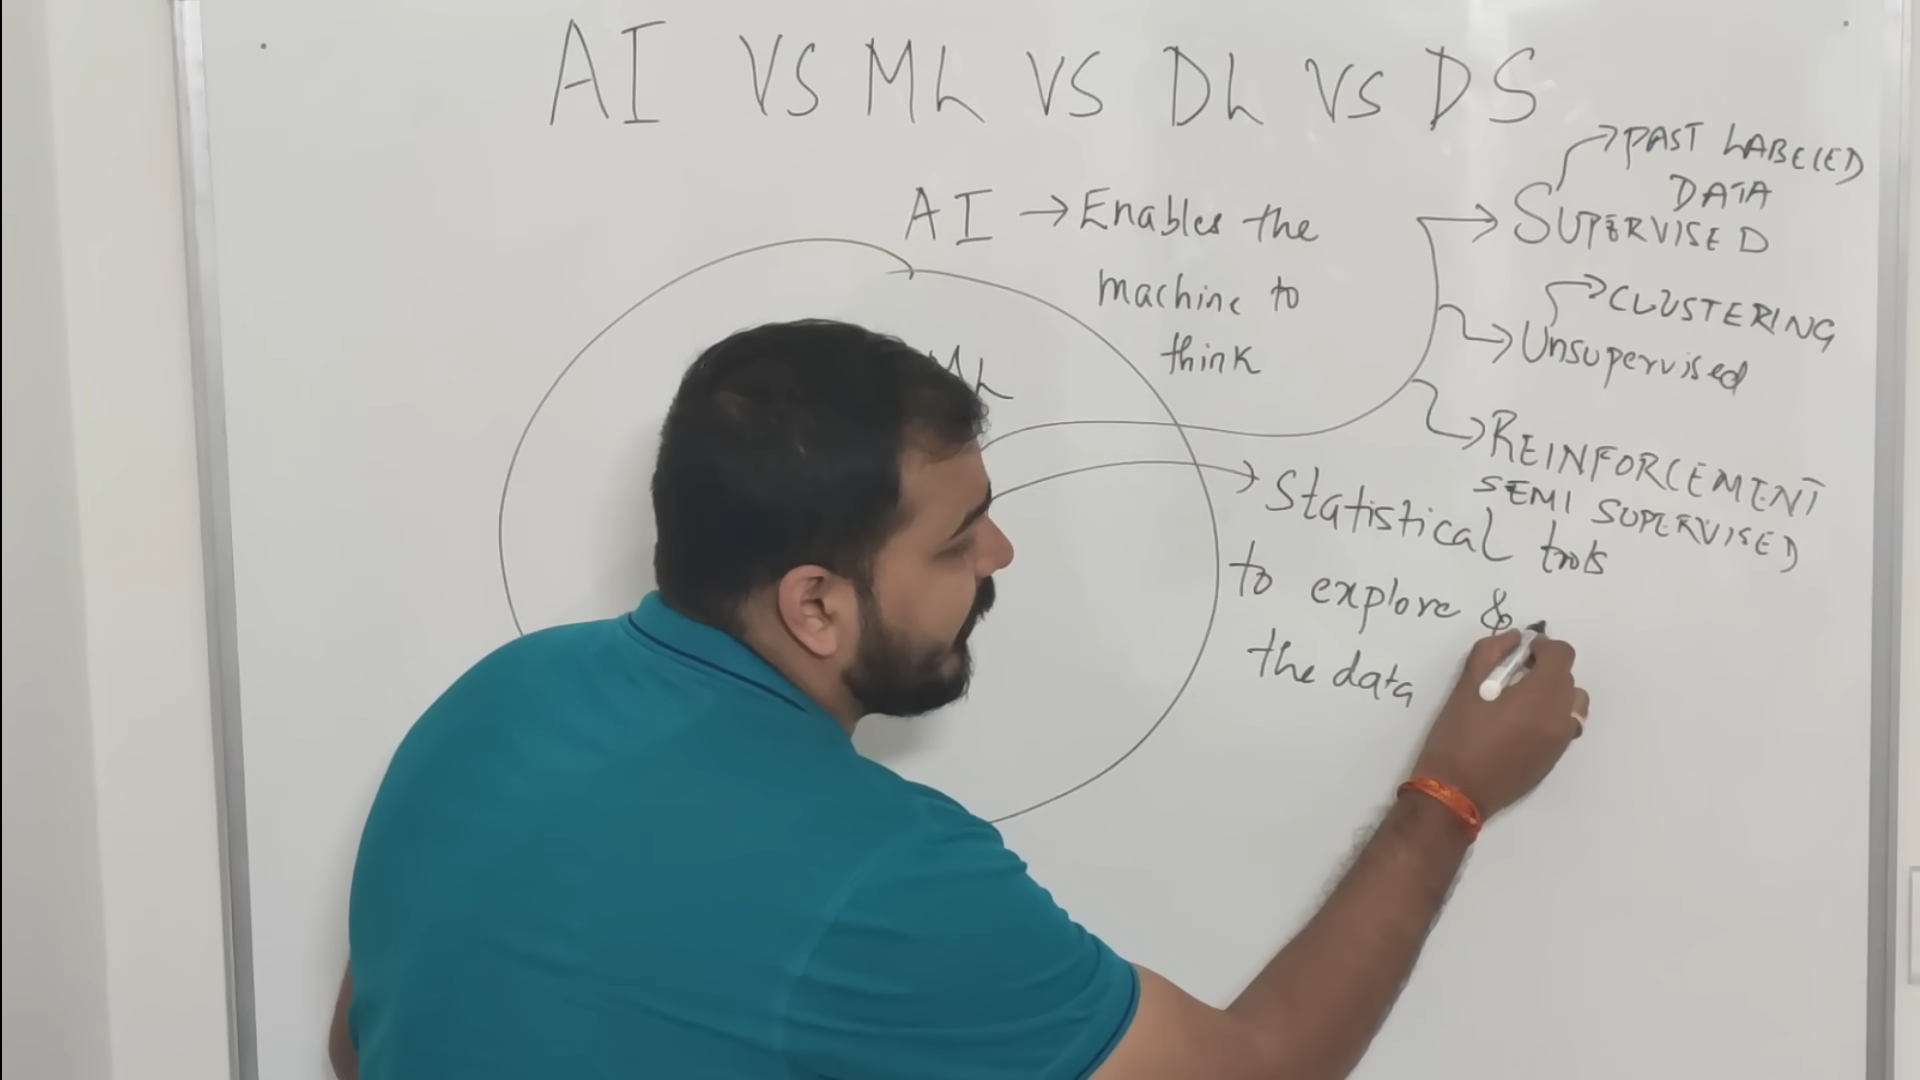 AI VS ML VS DL VS DS
AI → Enables the
machine to
think
ML
→ PAST LABELED
DATA
→ SUPERVISED
→ CLUSTERING
→ Unsupervised
→ REINFORCEMENT
SEMI SUPERVISED
→ Statistical tools
to explore &
the data